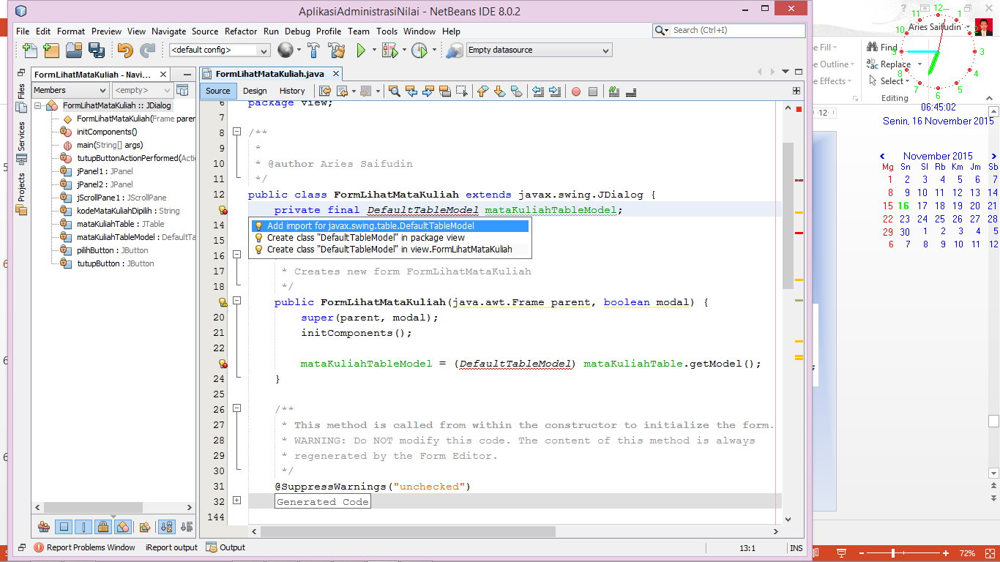 AplikasiAdministrasiNilai - NetBeans IDE 8.0.2
File Edit Format Preview View Navigate Source Refactor Run Debug Profile Team Tools Window Help
Search (Ctrl+I)
<default config>
Empty datasource
FormLihatMataKuliah - Navi...
Members
<empty>
FormLihatMataKuliah :: JDialog
FormLihatMataKuliah(Frame paren
initComponents()
main(String[] args)
tutupButtonActionPerformed(Actio
jPanel1 : JPanel
jPanel2 : JPanel
jScrollPane1 : JScrollPane
kodeMataKuliahDipilih : String
mataKuliahTable : JTable
mataKuliahTableModel : DefaultTa
pilihButton : JButton
tutupButton : JButton
Files
Services
Projects
FormLihatMataKuliah.java
Source Design History
6 package view;
7
8 /**
9 *
10 * @author Aries Saifudin
11 */
12 public class FormLihatMataKuliah extends javax.swing.JDialog {
private final DefaultTableModel mataKuliahTableModel;
14 Add import for javax.swing.table.DefaultTableModel
15 Create class "DefaultTableModel" in package view
16 Create class "DefaultTableModel" in view.FormLihatMataKuliah
17 * Creates new form FormLihatMataKuliah
18 */
public FormLihatMataKuliah(java.awt.Frame parent, boolean modal) {
20 super(parent, modal);
21 initComponents();
22
mataKuliahTableModel = (DefaultTableModel) mataKuliahTable.getModel();
24 }
25
26 /**
27 * This method is called from within the constructor to initialize the form.
28 * WARNING: Do NOT modify this code. The content of this method is always
29 * regenerated by the Form Editor.
30 */
31 @SuppressWarnings("unchecked")
32 Generated Code
144
Report Problems Window iReport output Output
13:1 INS
Aries Saifudin
Fill
Outline
Effects
Find
Replace
Select
Editing
12 1 2 3 4 5 6 7 8 9 10 11
06:45:02
Senin, 16 November 2015
12
November 2015
Mg Sn Sl Rb Km Jm Sb
1 2 3 4 5 6 7
8 9 10 11 12 13 14
15 16 17 18 19 20 21
22 23 24 25 26 27 28
29 30 1 2 3 4 5
6 7 8 9 10 11 12
72%